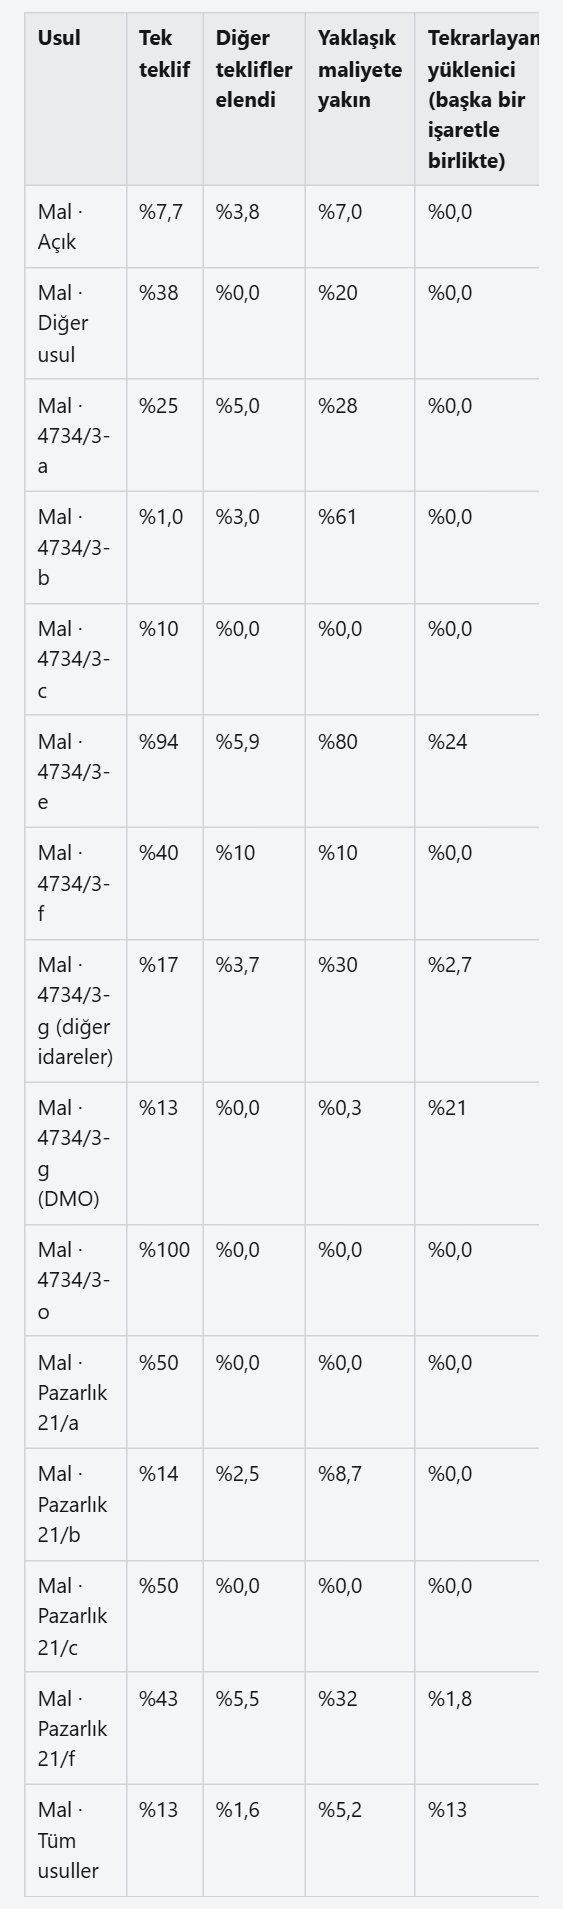 Usul | Tek teklif | Diğer teklifler elendi | Yaklaşık maliyete yakın | Tekrarlayan yüklenici (başka bir işaretle birlikte)
Mal · Açık | %7,7 | %3,8 | %7,0 | %0,0
Mal · Diğer usul | %38 | %0,0 | %20 | %0,0
Mal · 4734/3-a | %25 | %5,0 | %28 | %0,0
Mal · 4734/3-b | %1,0 | %3,0 | %61 | %0,0
Mal · 4734/3-c | %10 | %0,0 | %0,0 | %0,0
Mal · 4734/3-e | %94 | %5,9 | %80 | %24
Mal · 4734/3-f | %40 | %10 | %10 | %0,0
Mal · 4734/3-g (diğer idareler) | %17 | %3,7 | %30 | %2,7
Mal · 4734/3-g (DMO) | %13 | %0,0 | %0,3 | %21
Mal · 4734/3-o | %100 | %0,0 | %0,0 | %0,0
Mal · Pazarlık 21/a | %50 | %0,0 | %0,0 | %0,0
Mal · Pazarlık 21/b | %14 | %2,5 | %8,7 | %0,0
Mal · Pazarlık 21/c | %50 | %0,0 | %0,0 | %0,0
Mal · Pazarlık 21/f | %43 | %5,5 | %32 | %1,8
Mal · Tüm usuller | %13 | %1,6 | %5,2 | %13